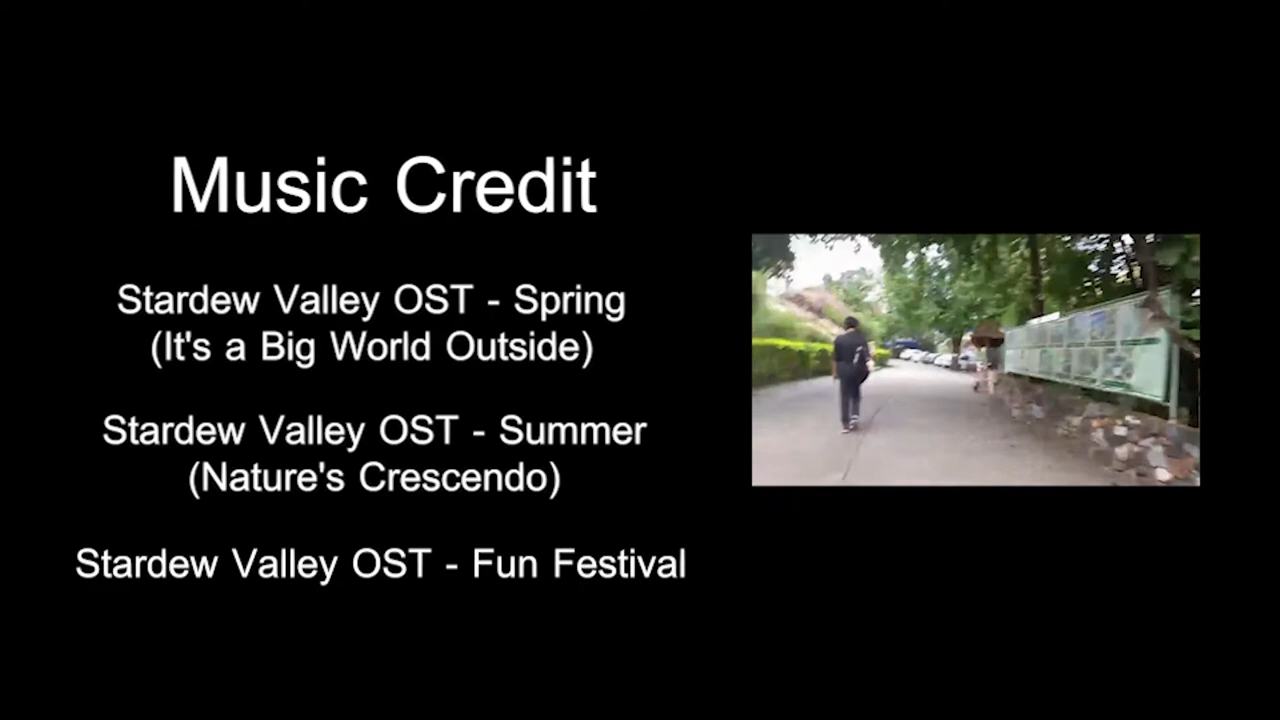 Music Credit
Stardew Valley OST - Spring
(It's a Big World Outside)
Stardew Valley OST - Summer
(Nature's Crescendo)
Stardew Valley OST - Fun Festival